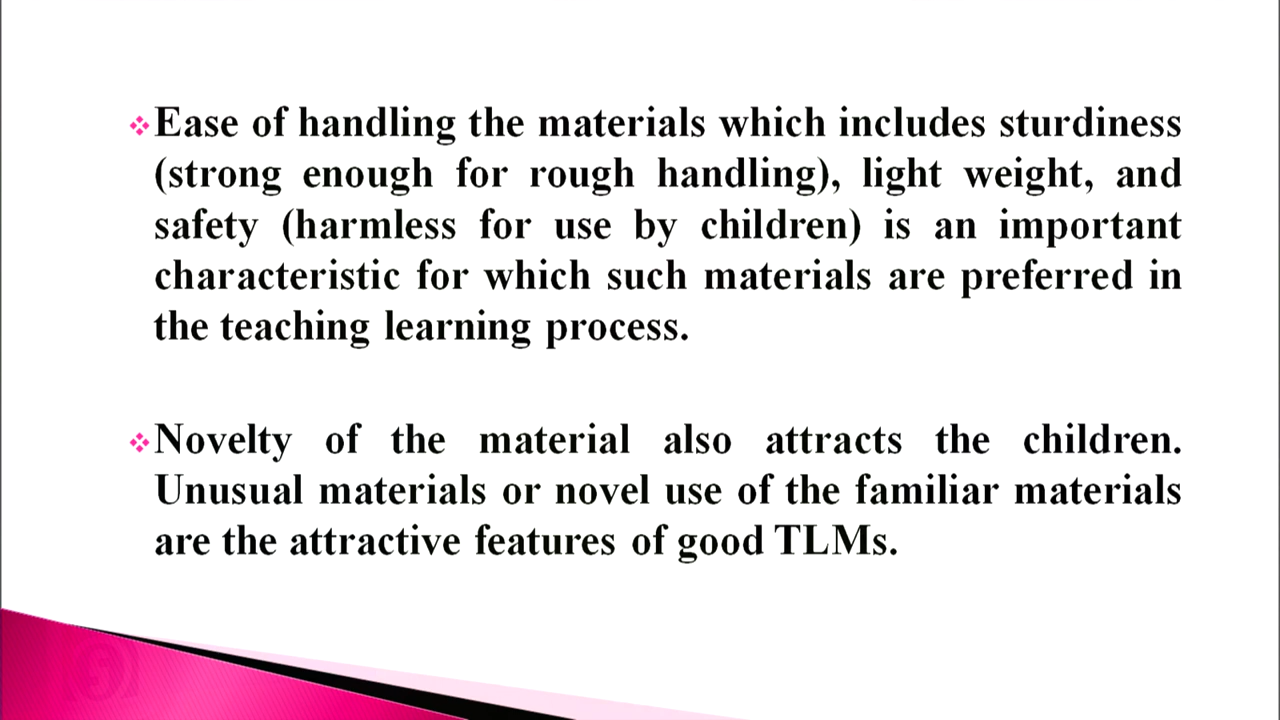 Ease of handling the materials which includes sturdiness
(strong enough for rough handling), light weight, and
safety (harmless for use by children) is an important
characteristic for which such materials are preferred in
the teaching learning process.
Novelty of the material also attracts the children.
Unusual materials or novel use of the familiar materials
are the attractive features of good TLMs.